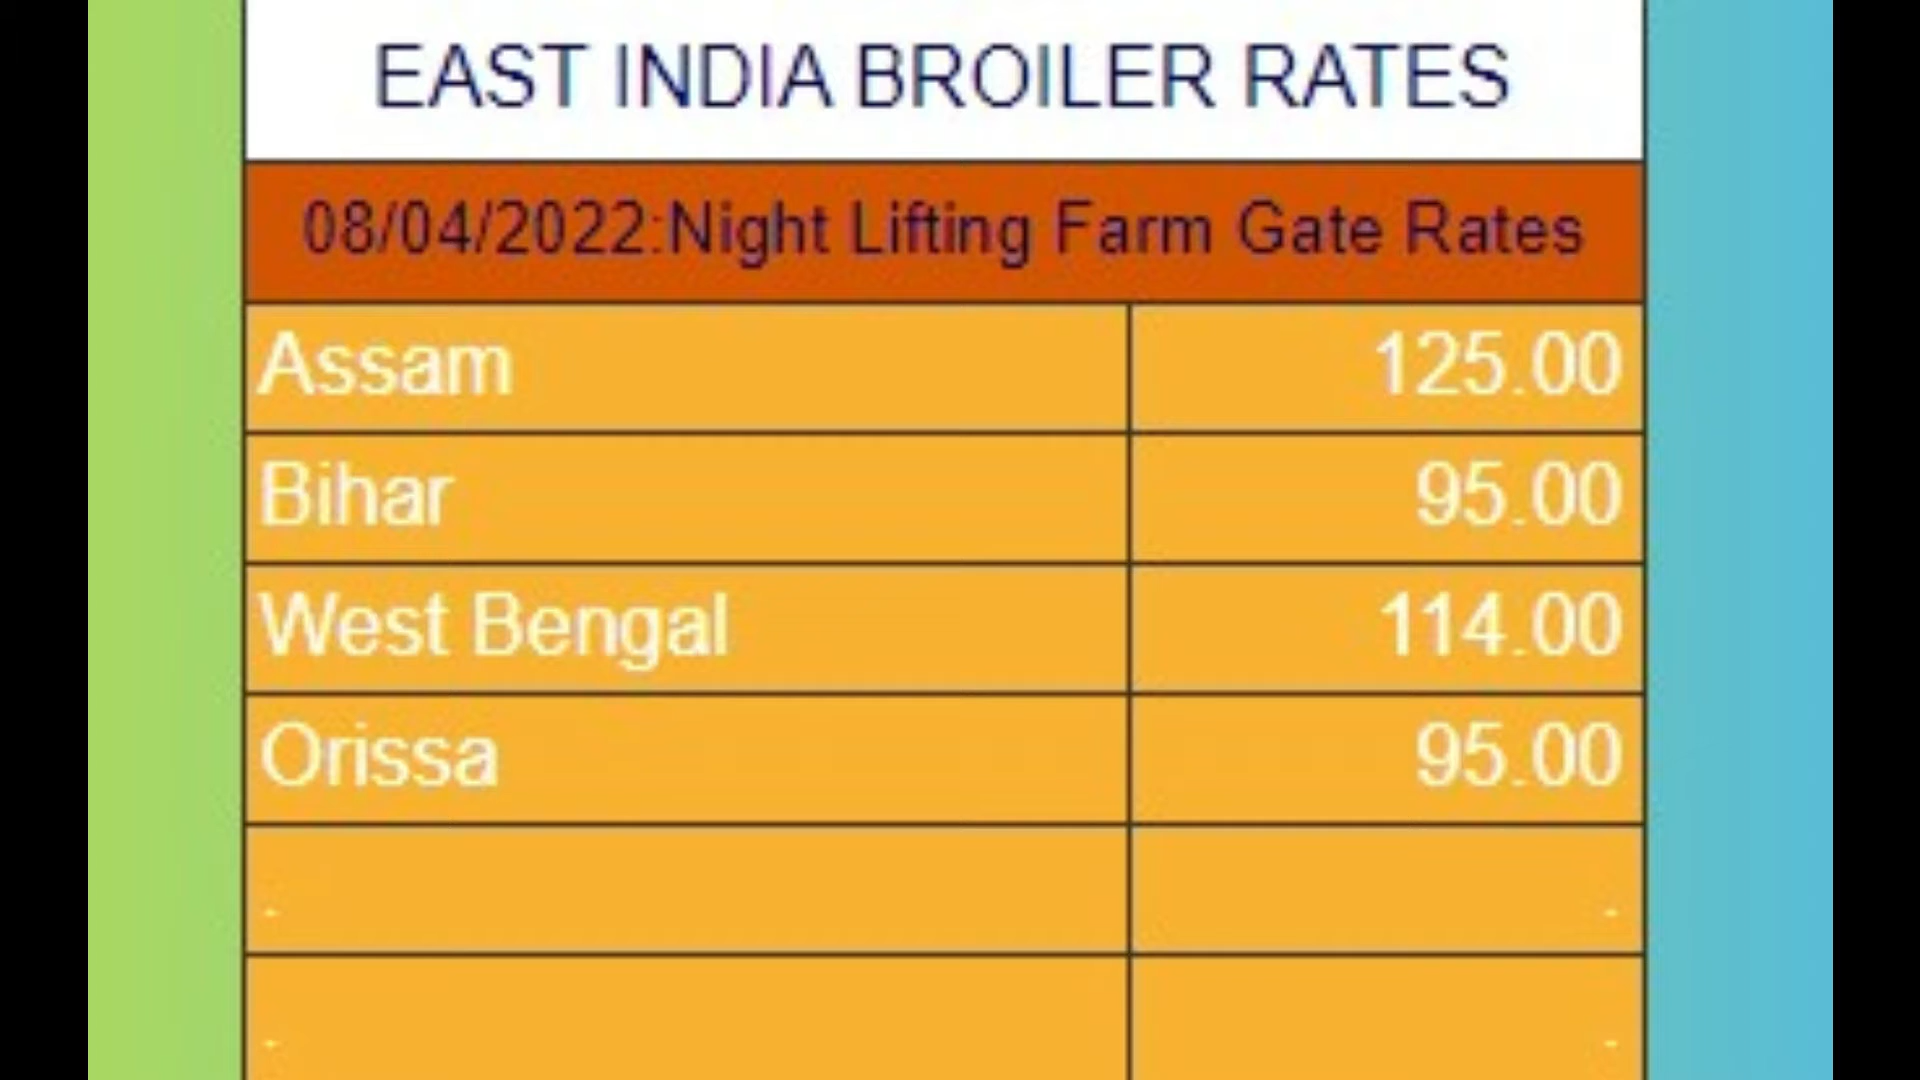 EAST INDIA BROILER RATES
08/04/2022:Night Lifting Farm Gate Rates
Assam 125.00
Bihar 95.00
West Bengal 114.00
Orissa 95.00
- -
- -